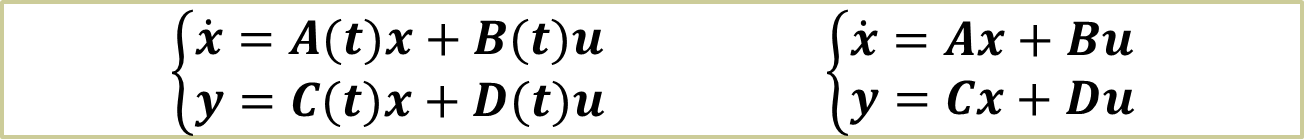 ẋ = A(t)x + B(t)u
y = C(t)x + D(t)u
ẋ = Ax + Bu
y = Cx + Du